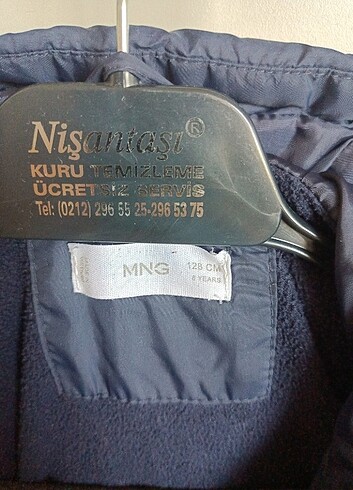 Nişantaşı®
KURU TEMİZLEME
ÜCRETSİZ SERVİS
Tel: (0212) 296 55 25-296 53 75
MNG
128 CM
8 YEARS